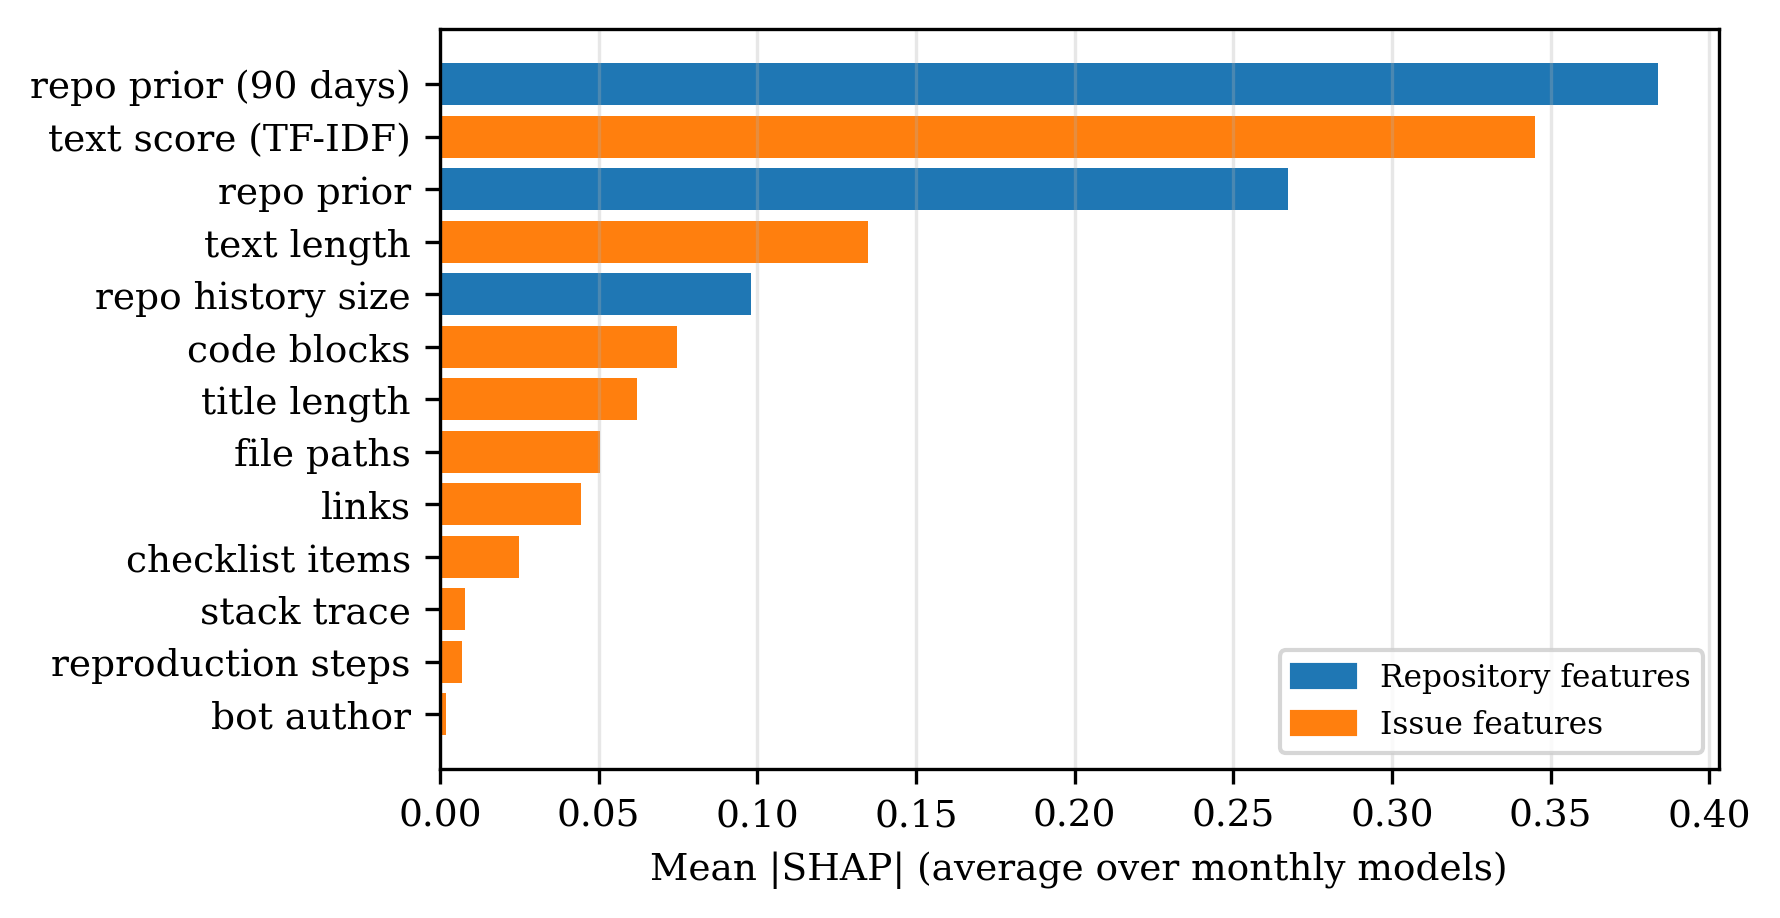 repo prior (90 days)
text score (TF-IDF)
repo prior
text length
repo history size
code blocks
title length
file paths
links
checklist items
stack trace
reproduction steps
bot author
Repository features
Issue features
0.00 0.05 0.10 0.15 0.20 0.25 0.30 0.35 0.40
Mean |SHAP| (average over monthly models)